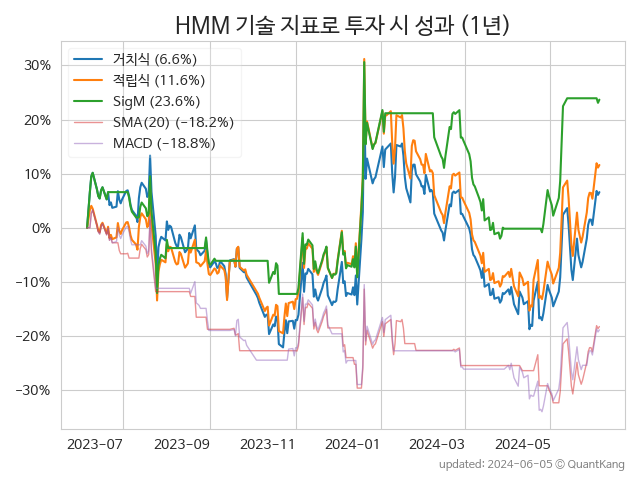 HMM 기술 지표로 투자 시 성과 (1년)
거치식 (6.6%)
적립식 (11.6%)
SigM (23.6%)
SMA(20) (−18.2%)
MACD (−18.8%)
30%
20%
10%
0%
−10%
−20%
−30%
2023-07
2023-09
2023-11
2024-01
2024-03
2024-05
updated: 2024-06-05 © QuantKang